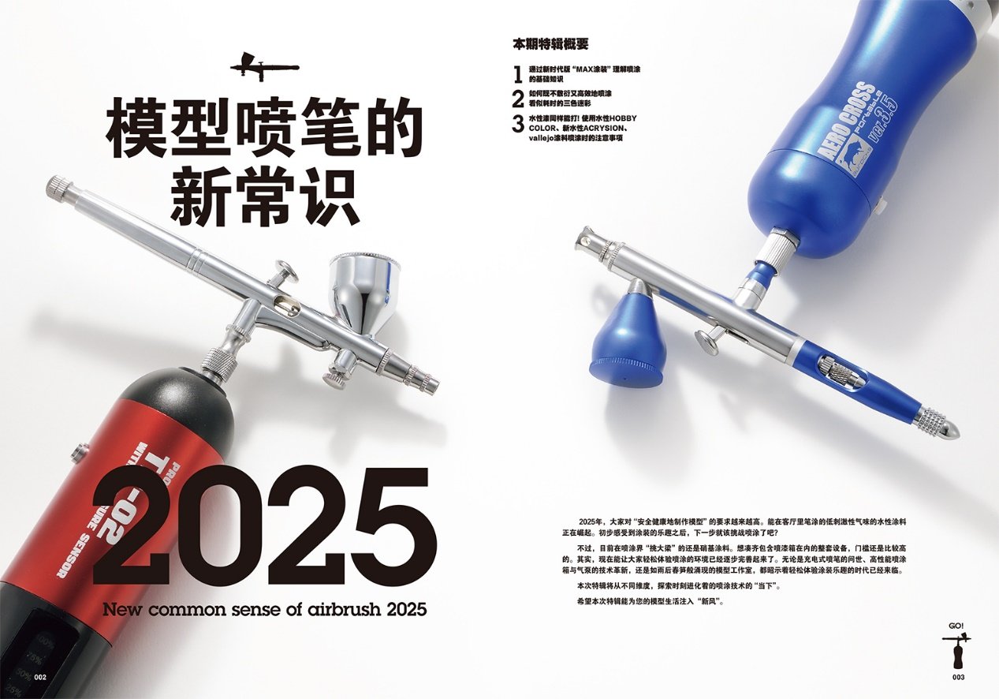 模型喷笔的
新常识
PRO
WITH
SURE SENSOR
-02
100%
75%
50%
25%
2025
New common sense of airbrush 2025
002
本期特辑概要
1 通过新时代版“MAX涂装”理解喷涂
的基础知识
2 如何既不敷衍又高效地喷涂
看似耗时的三色迷彩
3 水性漆同样能打! 使用水性HOBBY
COLOR、新水性ACRYSION、
vallejo涂料喷涂时的注意事项
AERO CROSS
Portable
ver.3.5
2025年，大家对“安全健康地制作模型”的要求越来越高。能在客厅里笔涂的低刺激性气味的水性涂料
正在崛起。初步感受到涂装的乐趣之后，下一步就该挑战喷涂了吧？
不过，目前在喷涂界“挑大梁”的还是硝基涂料。想凑齐包含喷漆箱在内的整套设备，门槛还是比较高
的。其实，现在能让大家轻松体验喷涂的环境已经逐步完善起来了。无论是充电式喷笔的问世、高性能喷涂
箱与气泵的技术革新，还是如雨后春笋般涌现的模型工作室，都昭示着轻松体验涂装乐趣的时代已经来临。
本次特辑将从不同维度，探索时刻进化着的喷涂技术的“当下”。
希望本次特辑能为您的模型生活注入“新风”。
GO!
003